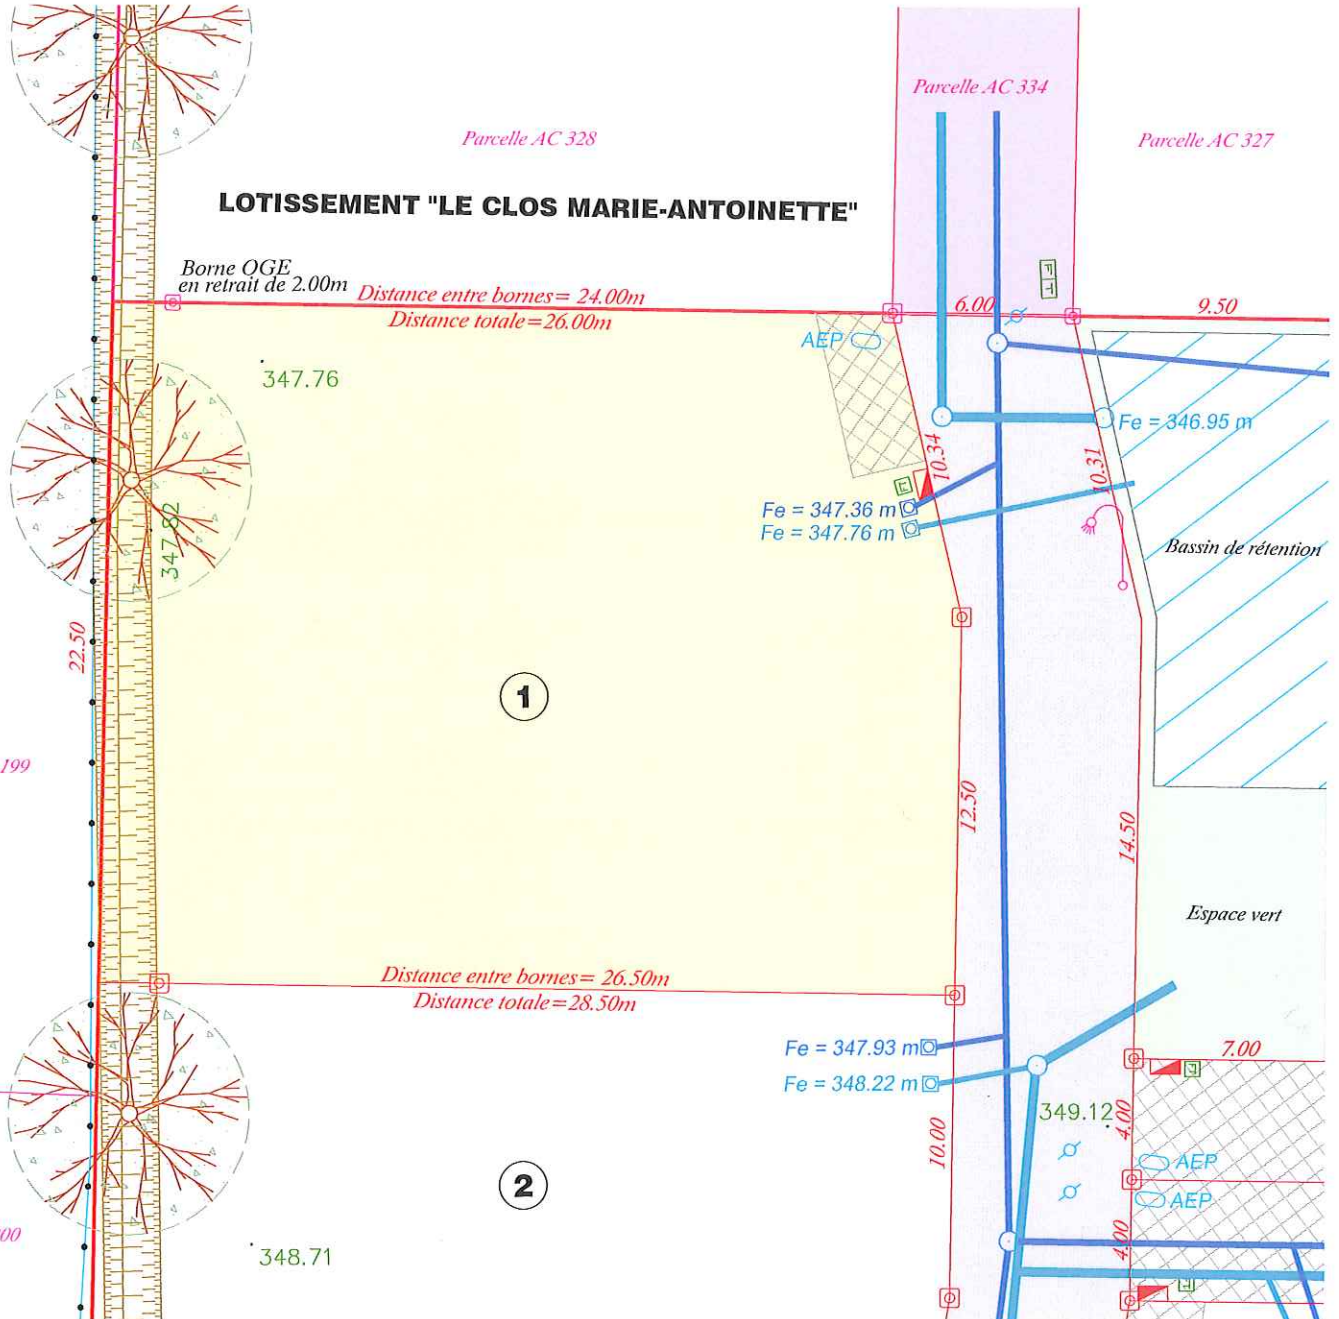 Parcelle AC 334
Parcelle AC 328
Parcelle AC 327
LOTISSEMENT "LE CLOS MARIE-ANTOINETTE"
Borne OGE
en retrait de 2.00m
Distance entre bornes= 24.00m
Distance totale=26.00m
6.00
9.50
FT
AEP
347.76
Fe = 346.95 m
10.34
10.31
Fe = 347.36 m
Fe = 347.76 m
347.82
Bassin de rétention
22.50
1
199
12.50
14.50
Espace vert
Distance entre bornes= 26.50m
Distance totale=28.50m
Fe = 347.93 m
7.00
Fe = 348.22 m
349.12
4.00
10.00
AEP
2
AEP
00
348.71
4.00